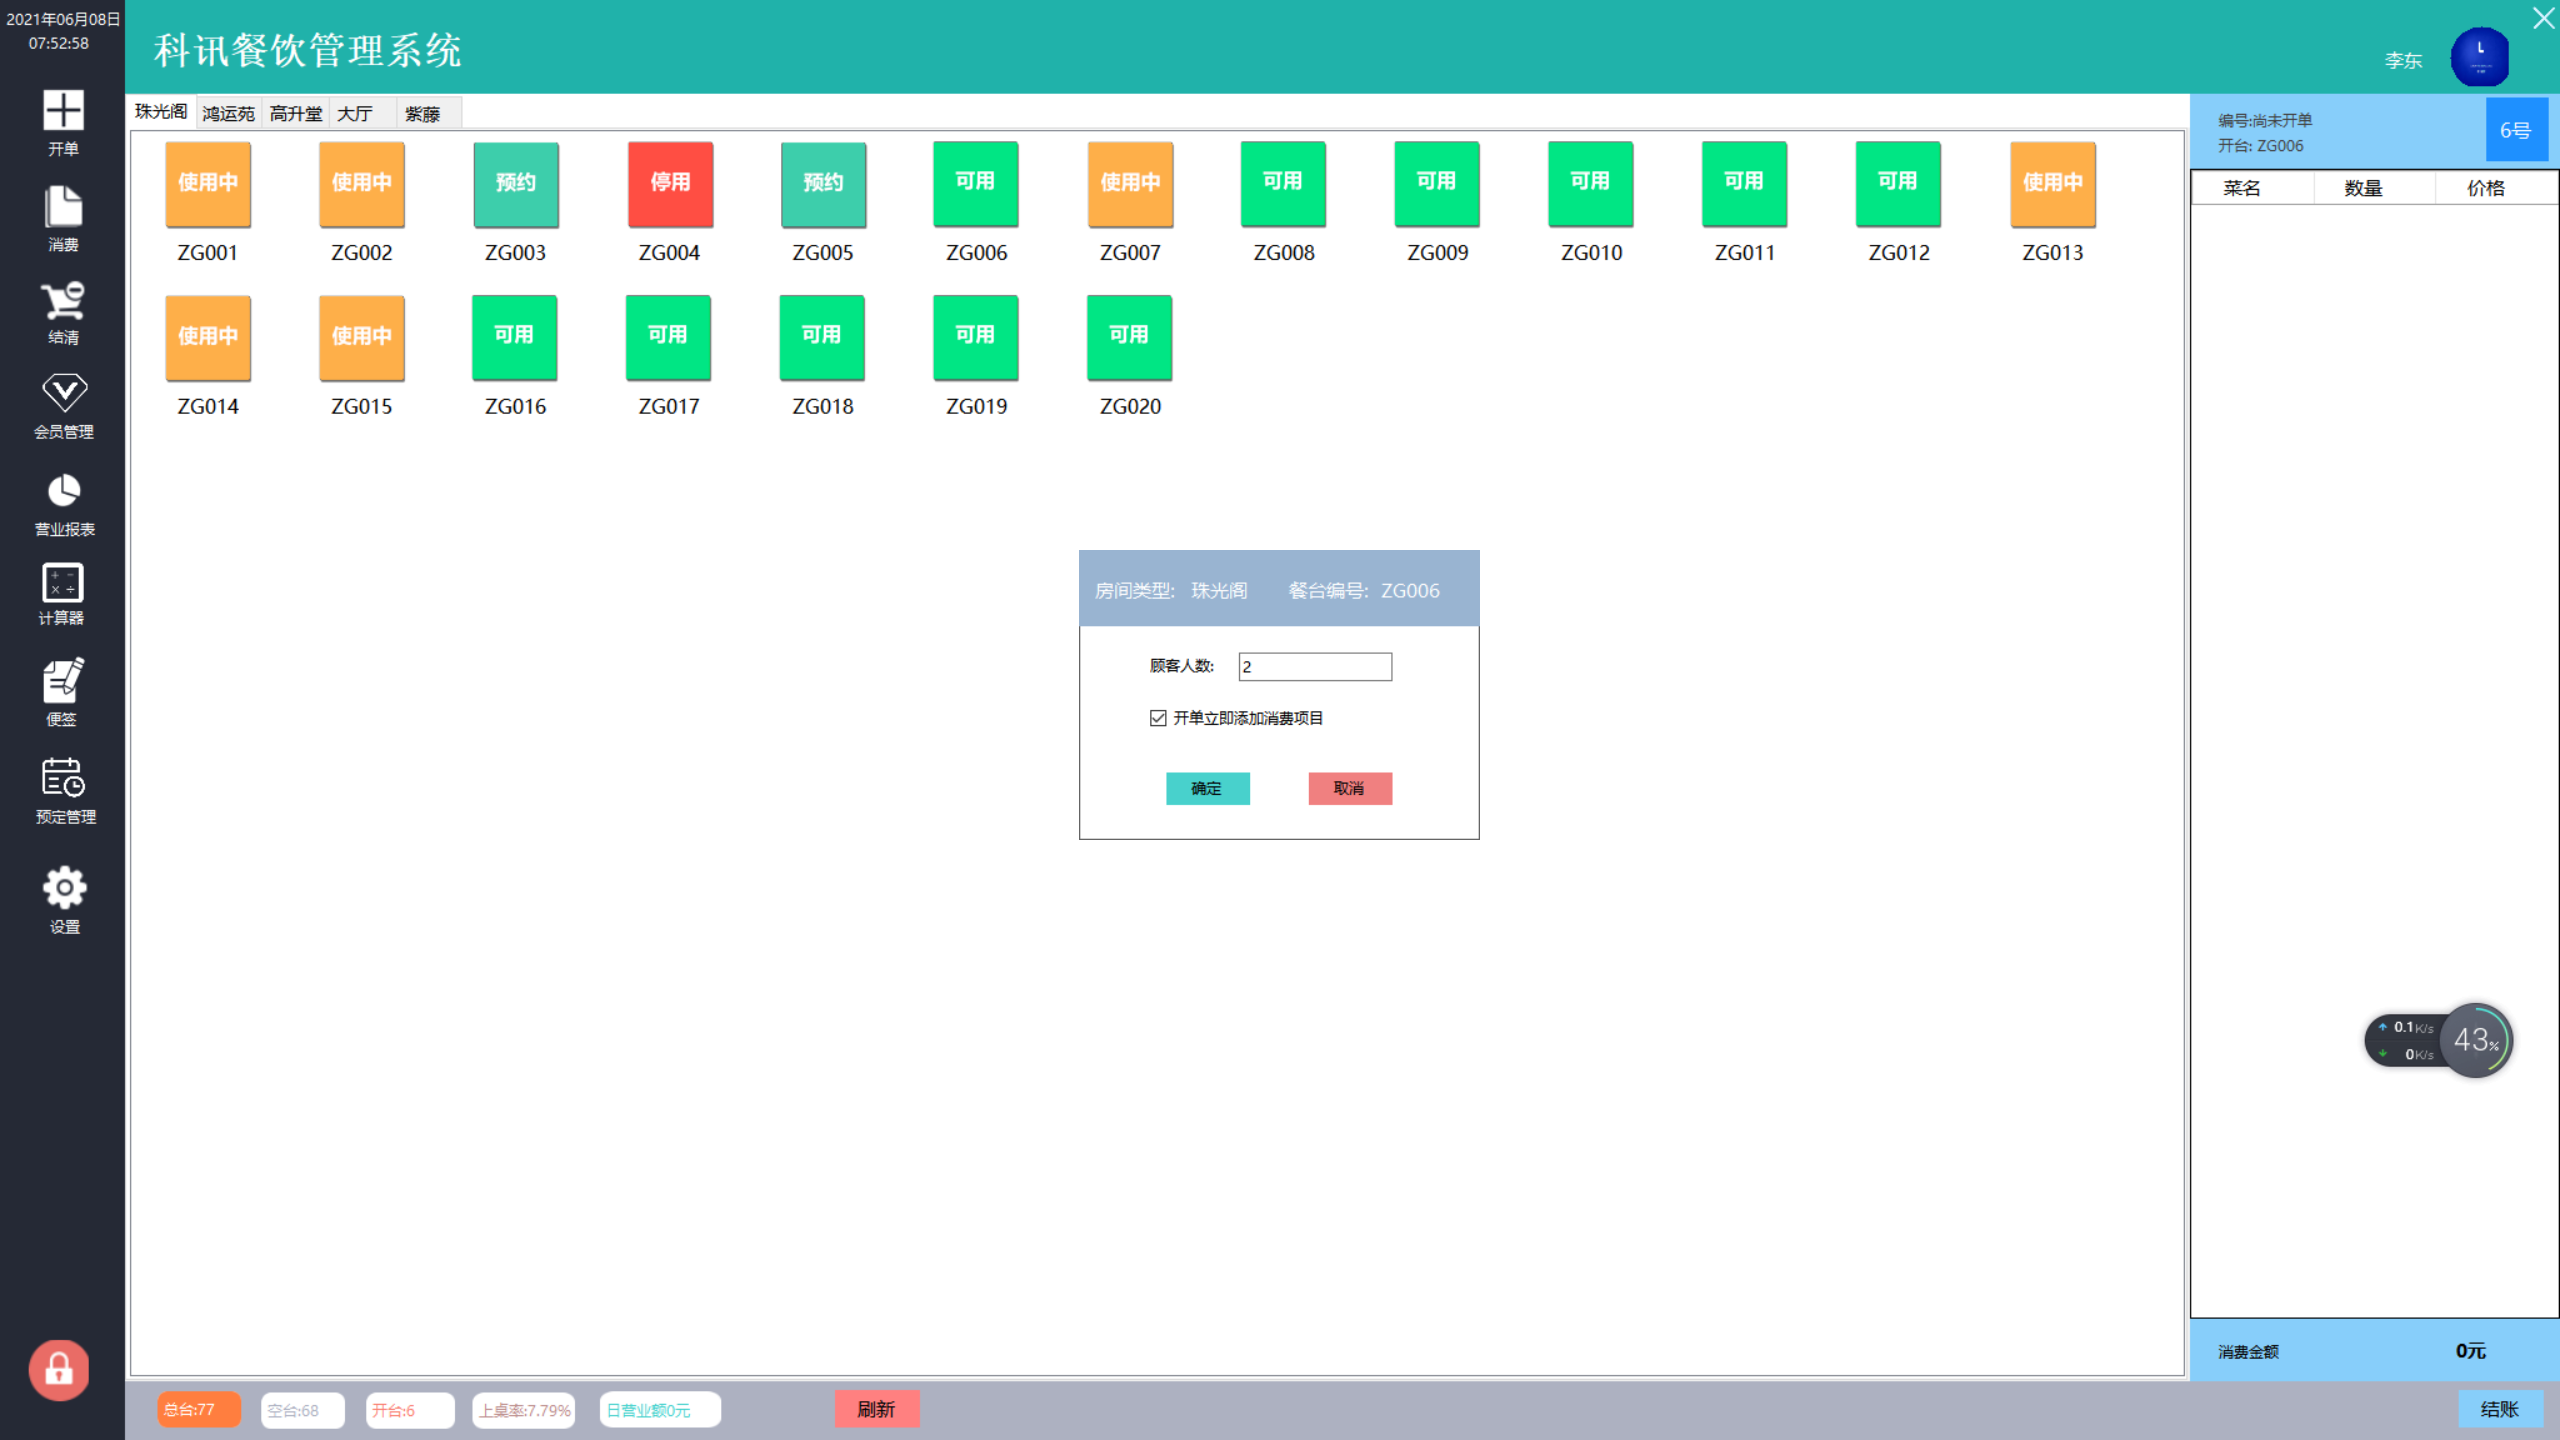 2021年06月08日
07:52:58
科讯餐饮管理系统
李东
开单
消费
结清
会员管理
营业报表
计算器
便签
预定管理
设置
珠光阁 鸿运苑 高升堂 大厅 紫藤
使用中 使用中 预约 停用 预约 可用 使用中 可用 可用 可用 可用 可用 使用中
ZG001 ZG002 ZG003 ZG004 ZG005 ZG006 ZG007 ZG008 ZG009 ZG010 ZG011 ZG012 ZG013
使用中 使用中 可用 可用 可用 可用 可用
ZG014 ZG015 ZG016 ZG017 ZG018 ZG019 ZG020
房间类型: 珠光阁 餐台编号: ZG006
顾客人数: 2
开单立即添加消费项目
确定 取消
编号:尚未开单
开台: ZG006
6号
菜名 数量 价格
0.1K/s
0K/s
43%
消费金额 0元
总台:77 空台:68 开台:6 上桌率:7.79% 日营业额0元 刷新 结账